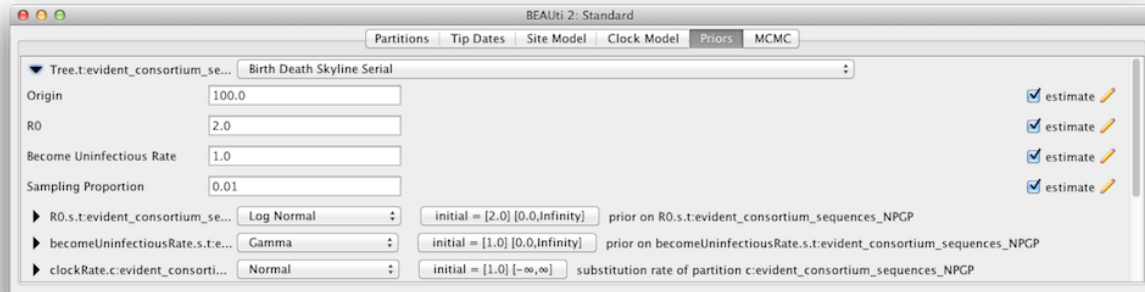 BEAUti 2: Standard
Partitions Tip Dates Site Model Clock Model Priors MCMC
Tree.t:evident_consortium_se... Birth Death Skyline Serial
Origin 100.0 estimate
R0 2.0 estimate
Become Uninfectious Rate 1.0 estimate
Sampling Proportion 0.01 estimate
R0.s.t:evident_consortium_se... Log Normal initial = [2.0] [0.0,Infinity] prior on R0.s.t:evident_consortium_sequences_NPGP
becomeUninfectiousRate.s.t:e... Gamma initial = [1.0] [0.0,Infinity] prior on becomeUninfectiousRate.s.t:evident_consortium_sequences_NPGP
clockRate.c:evident_consorti... Normal initial = [1.0] [-∞,∞] substitution rate of partition c:evident_consortium_sequences_NPGP